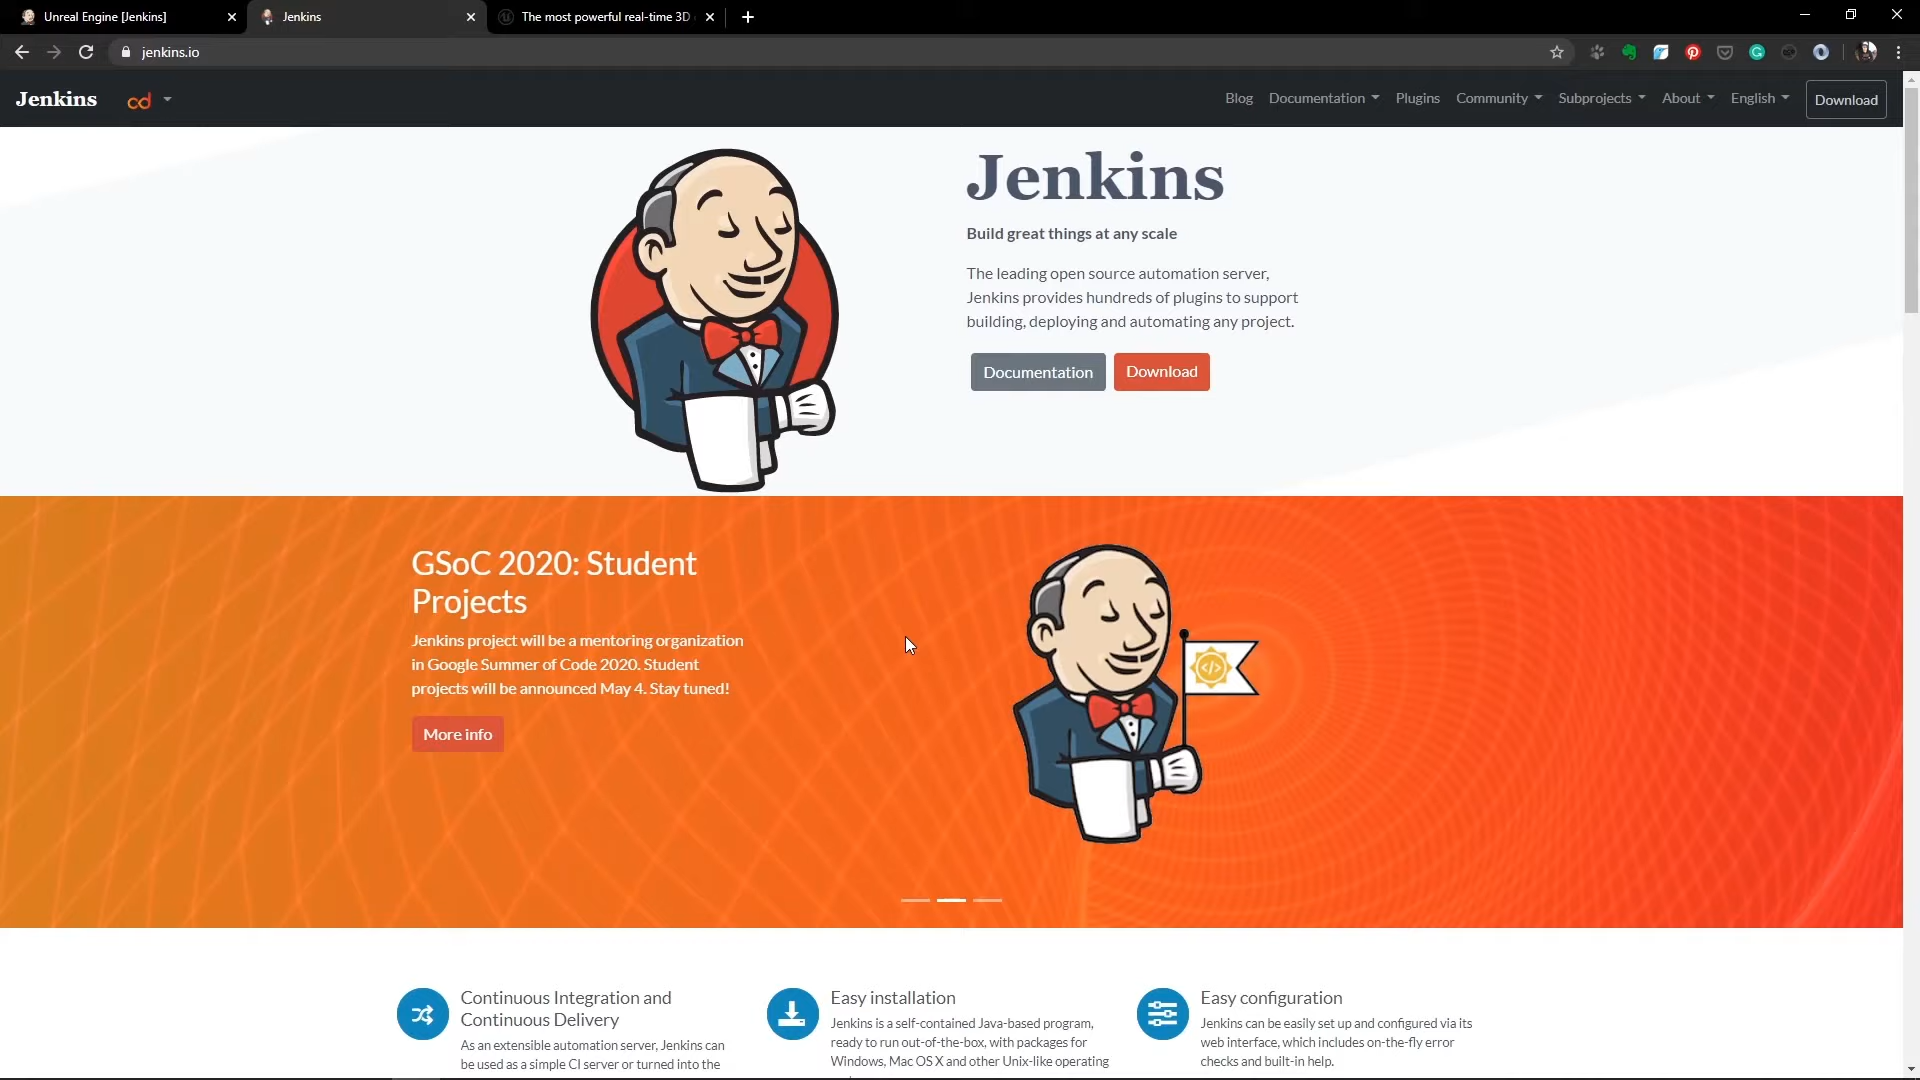 Unreal Engine [Jenkins]
Jenkins
The most powerful real-time 3D
jenkins.io
Jenkins
cd
Blog
Documentation
Plugins
Community
Subprojects
About
English
Download
Jenkins
Build great things at any scale
The leading open source automation server,
Jenkins provides hundreds of plugins to support
building, deploying and automating any project.
Documentation
Download
GSoC 2020: Student
Projects
Jenkins project will be a mentoring organization
in Google Summer of Code 2020. Student
projects will be announced May 4. Stay tuned!
More info
</>
Continuous Integration and
Continuous Delivery
As an extensible automation server, Jenkins can
be used as a simple CI server or turned into the
Easy installation
Jenkins is a self-contained Java-based program,
ready to run out-of-the-box, with packages for
Windows, Mac OS X and other Unix-like operating
Easy configuration
Jenkins can be easily set up and configured via its
web interface, which includes on-the-fly error
checks and built-in help.